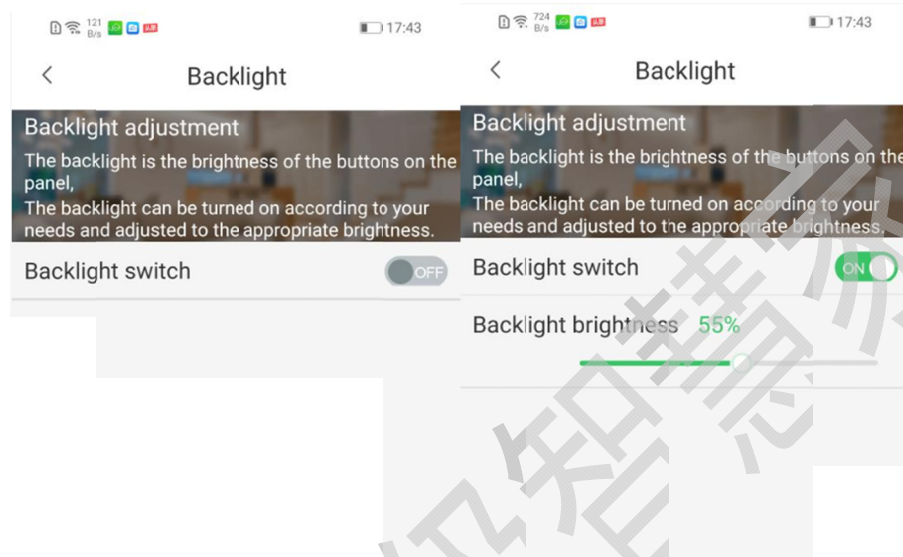 121 B/s
17:43
Backlight
Backlight adjustment
The backlight is the brightness of the buttons on the
panel,
The backlight can be turned on according to your
needs and adjusted to the appropriate brightness.
Backlight switch
OFF
724 B/s
17:43
Backlight
Backlight adjustment
The backlight is the brightness of the buttons on the
panel,
The backlight can be turned on according to your
needs and adjusted to the appropriate brightness.
Backlight switch
ON
Backlight brightness 55%
智慧家